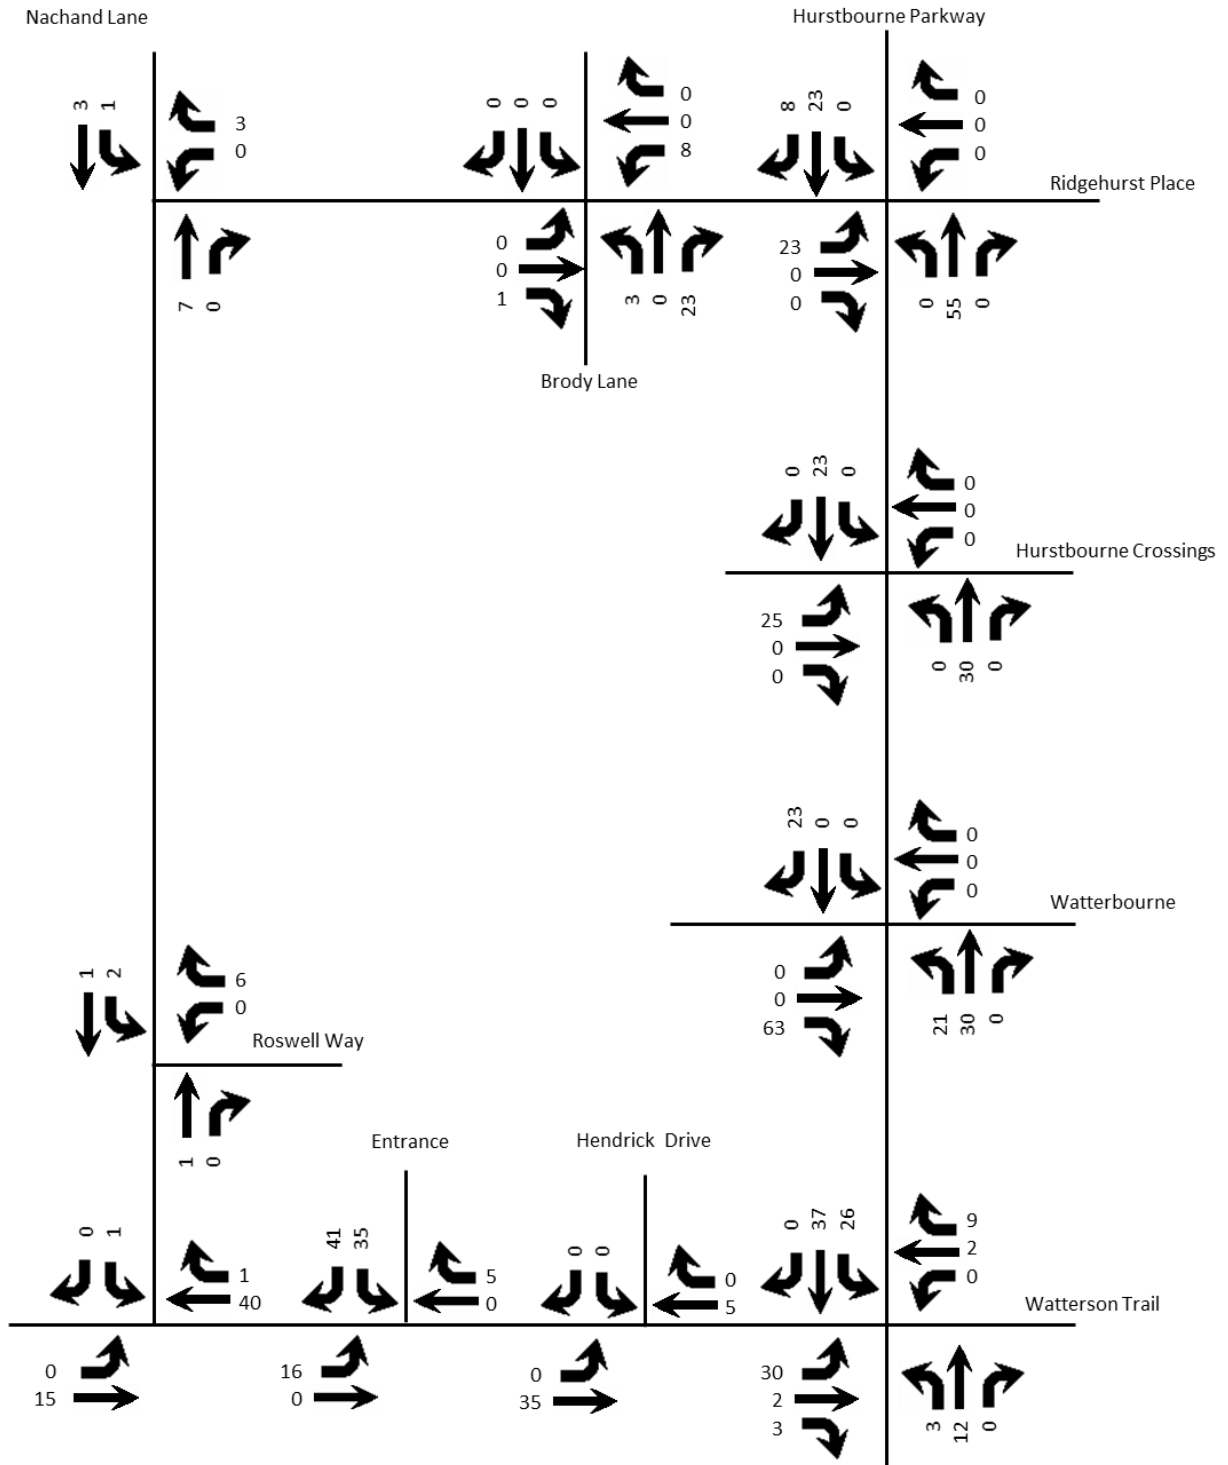 Nachand Lane
Hurstbourne Parkway
3 1
3
0
7 0
0 0 0
0
0
8
0
0
1
3 0 23
Brody Lane
8 23 0
0
0
0
Ridgehurst Place
23
0
0
0 55 0
0 23 0
0
0
0
Hurstbourne Crossings
25
0
0
0 30 0
23 0 0
0
0
0
Watterbourne
0
0
63
21 30 0
1 2
6
0
Roswell Way
1 0
Entrance
Hendrick Drive
0 1
1
40
0
15
41 35
5
0
16
0
0 0
0
5
0
35
0 37 26
9
2
0
Watterson Trail
30
2
3
3 12 0